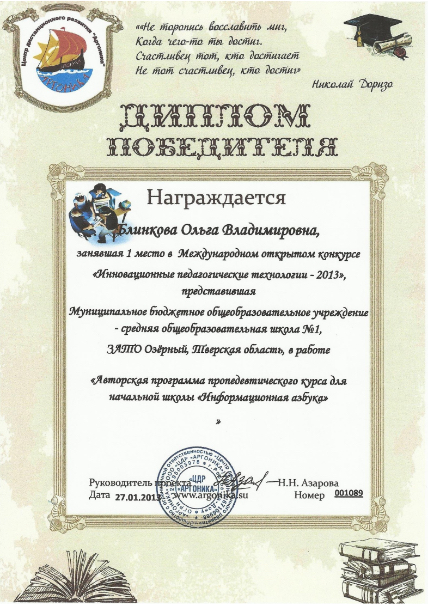 Центр дистанционного развития "Аргоника"
««Не торопись восславить миг,
Когда чего-то ты достиг.
Счастливец тот, кто достигает
Не тот счастливец, кто достиг»
Николай Доризо
ДИПЛОМ
ПОБЕДИТЕЛЯ
Награждается
Блинкова Ольга Владимировна,
занявшая 1 место в Международном открытом конкурсе
«Инновационные педагогические технологии - 2013»,
представившая
Муниципальное бюджетное общеобразовательное учреждение
- средняя общеобразовательная школа №1,
ЗАТО Озёрный, Тверская область, в работе
«Авторская программа пропедевтического курса для
начальной школы «Информационная азбука»
»
«ЦДР
«АРГОНИКА»
Руководитель проекта Н.Н. Азарова
Дата 27.01.201 www.argonika.su Номер 001089